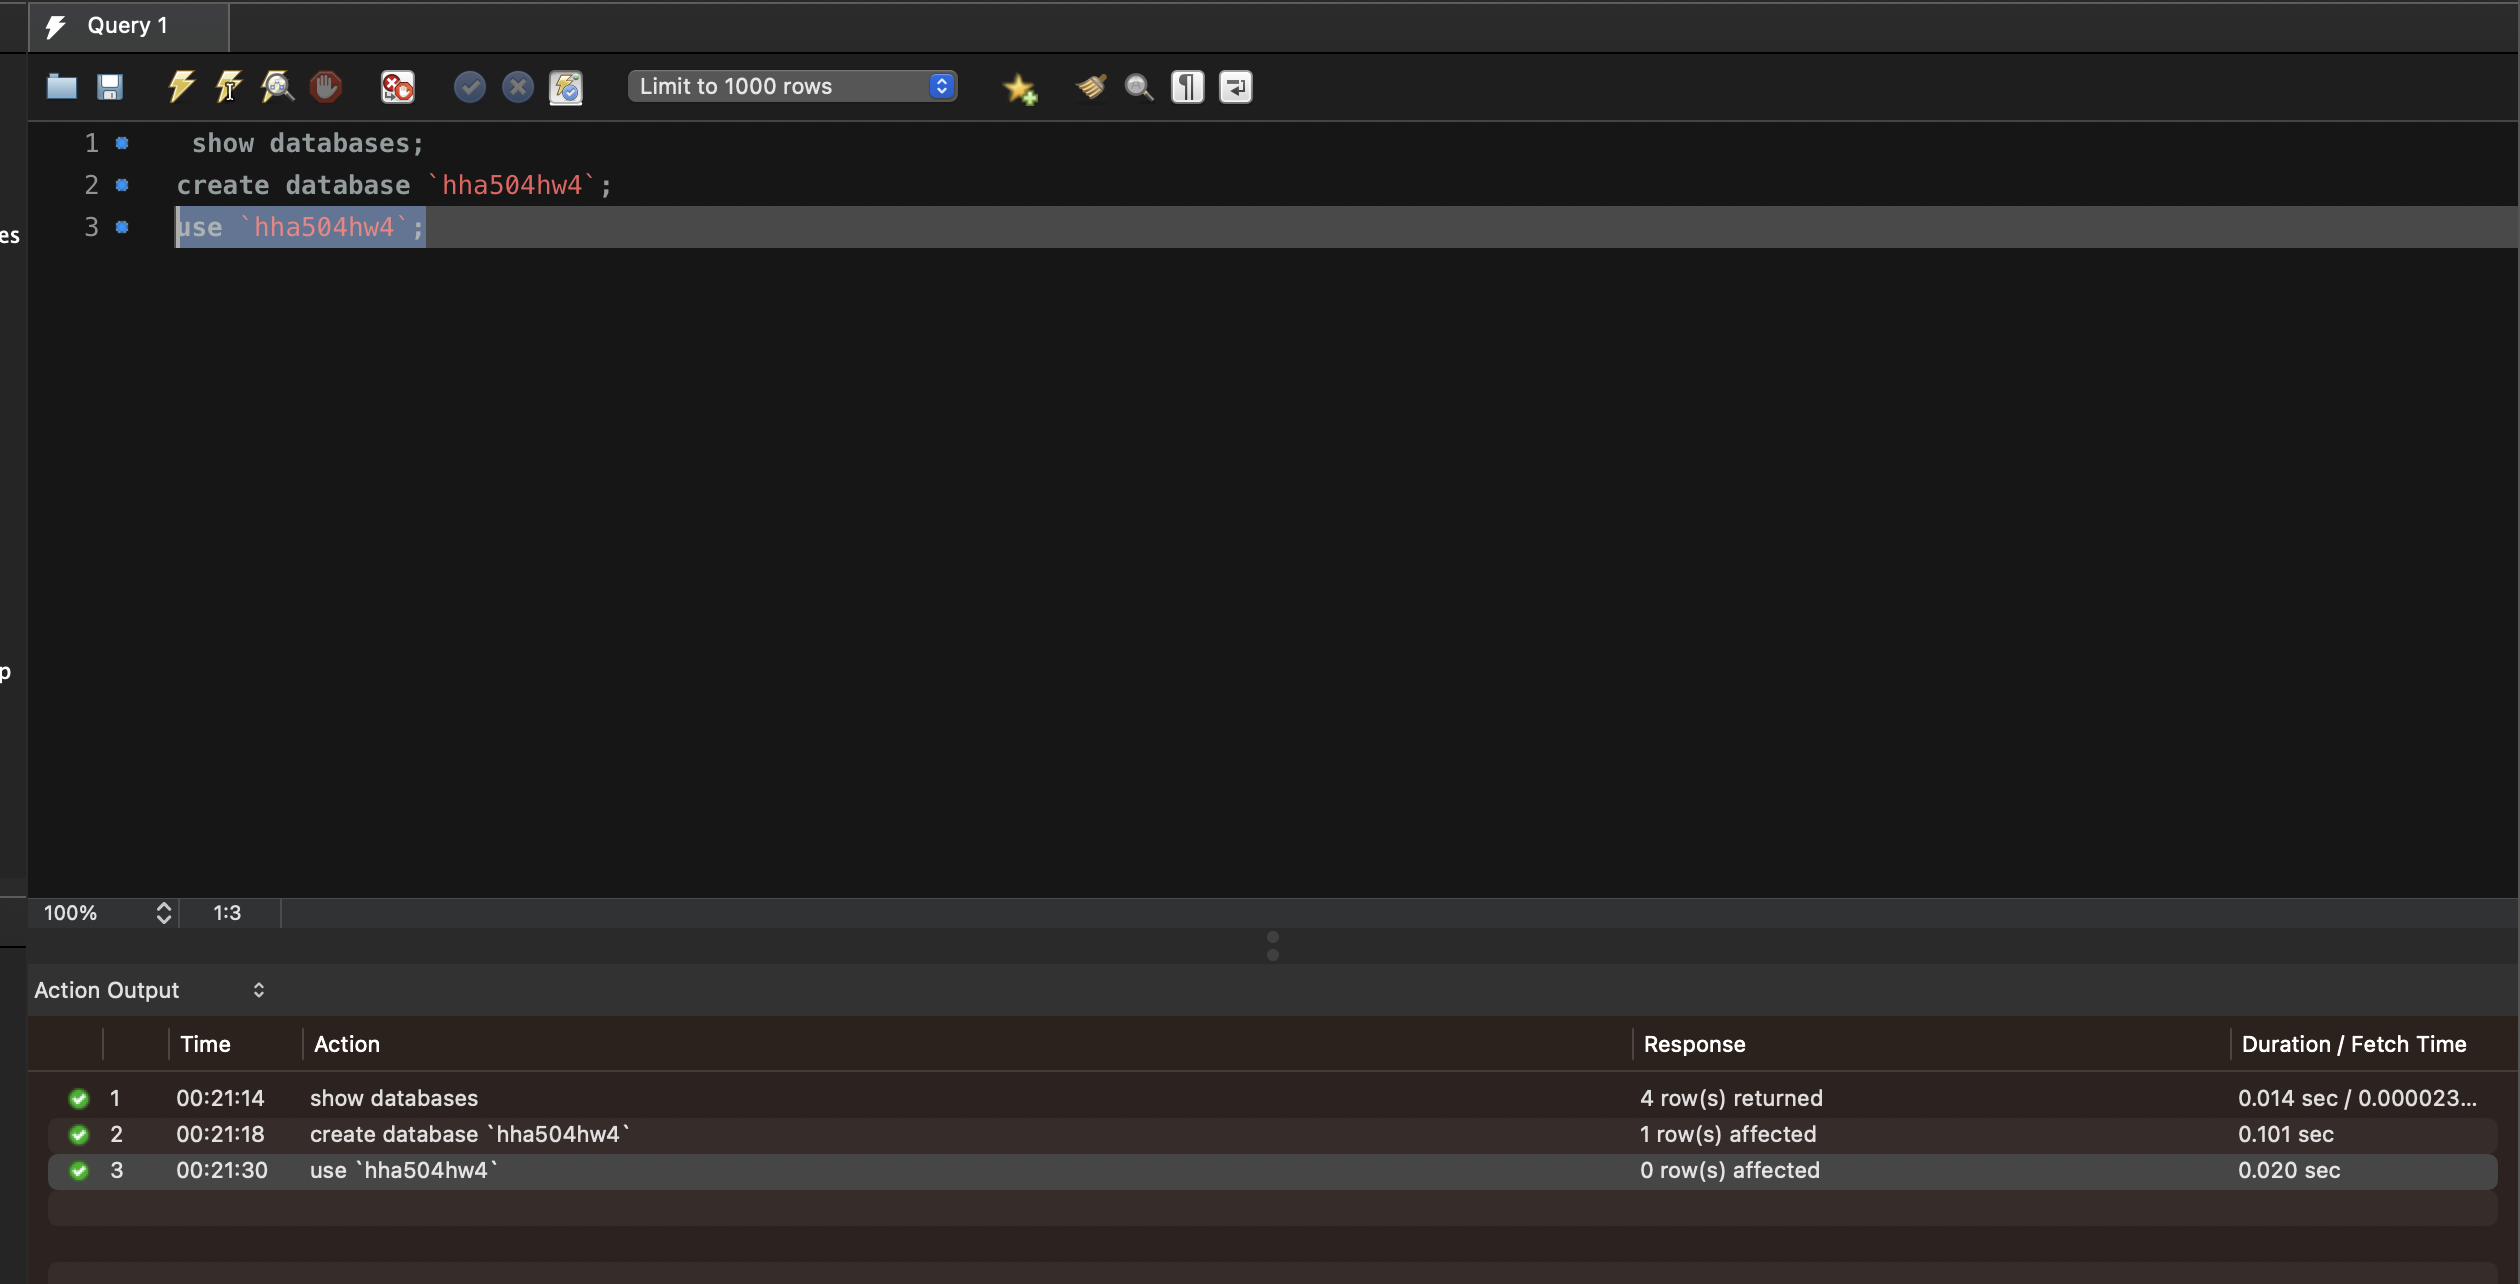 Query 1
Limit to 1000 rows
1 show databases;
2 create database `hha504hw4`;
3 use `hha504hw4`;
es
p
100% 1:3
Action Output
Time Action Response Duration / Fetch Time
1 00:21:14 show databases 4 row(s) returned 0.014 sec / 0.000023...
2 00:21:18 create database `hha504hw4` 1 row(s) affected 0.101 sec
3 00:21:30 use `hha504hw4` 0 row(s) affected 0.020 sec